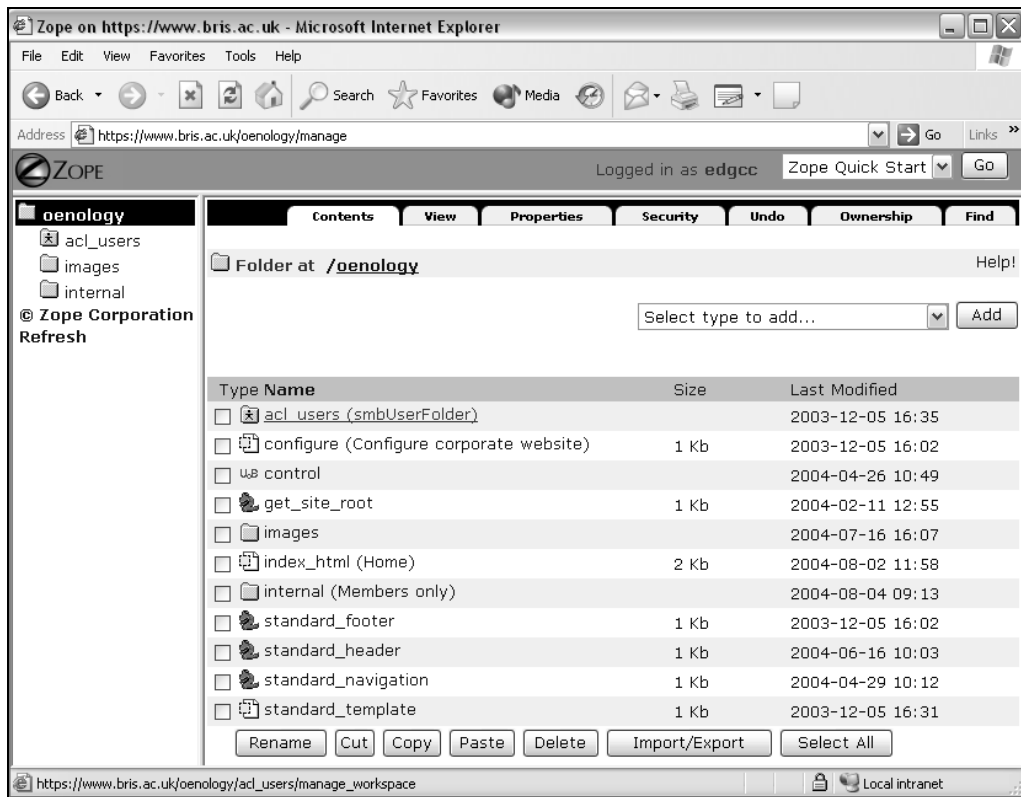 Zope on https://www.bris.ac.uk - Microsoft Internet Explorer
File Edit View Favorites Tools Help
Back Search Favorites Media
Address https://www.bris.ac.uk/oenology/manage Go Links »
ZOPE Logged in as edgcc Zope Quick Start Go
oenology
acl_users
images
internal
© Zope Corporation
Refresh
Contents View Properties Security Undo Ownership Find
Folder at /oenology Help!
Select type to add... Add
Type Name Size Last Modified
acl_users (smbUserFolder) 2003-12-05 16:35
configure (Configure corporate website) 1 Kb 2003-12-05 16:02
UoB control 2004-04-26 10:49
get_site_root 1 Kb 2004-02-11 12:55
images 2004-07-16 16:07
index_html (Home) 2 Kb 2004-08-02 11:58
internal (Members only) 2004-08-04 09:13
standard_footer 1 Kb 2003-12-05 16:02
standard_header 1 Kb 2004-06-16 10:03
standard_navigation 1 Kb 2004-04-29 10:12
standard_template 1 Kb 2003-12-05 16:31
Rename Cut Copy Paste Delete Import/Export Select All
https://www.bris.ac.uk/oenology/acl_users/manage_workspace Local intranet